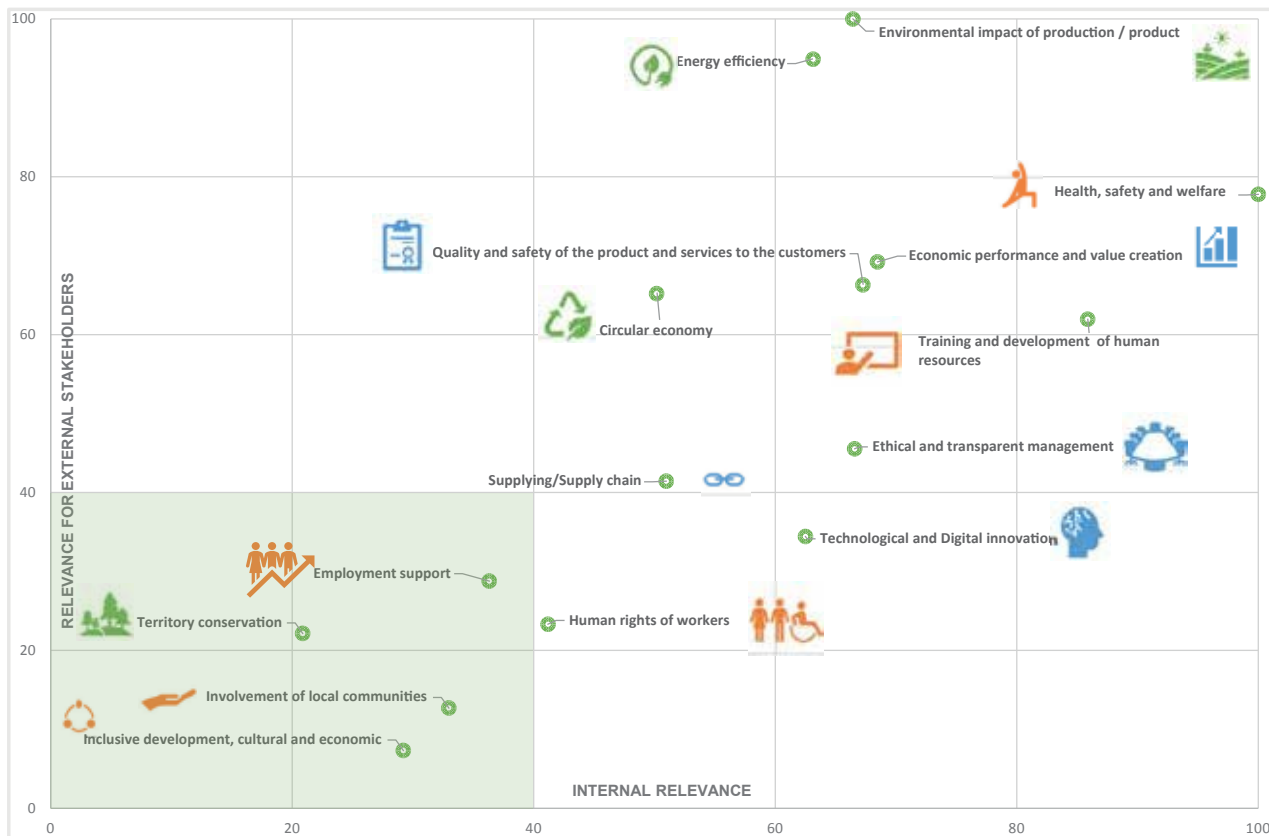 100
Environmental impact of production / product
Energy efficiency
80
Health, safety and welfare
Quality and safety of the product and services to the customers
Economic performance and value creation
Circular economy
60
Training and development of human
resources
RELEVANCE FOR EXTERNAL STAKEHOLDERS
Ethical and transparent management
Supplying/Supply chain
40
Technological and Digital innovation
Employment support
Territory conservation
Human rights of workers
20
Involvement of local communities
Inclusive development, cultural and economic
INTERNAL RELEVANCE
0
0 20 40 60 80 100